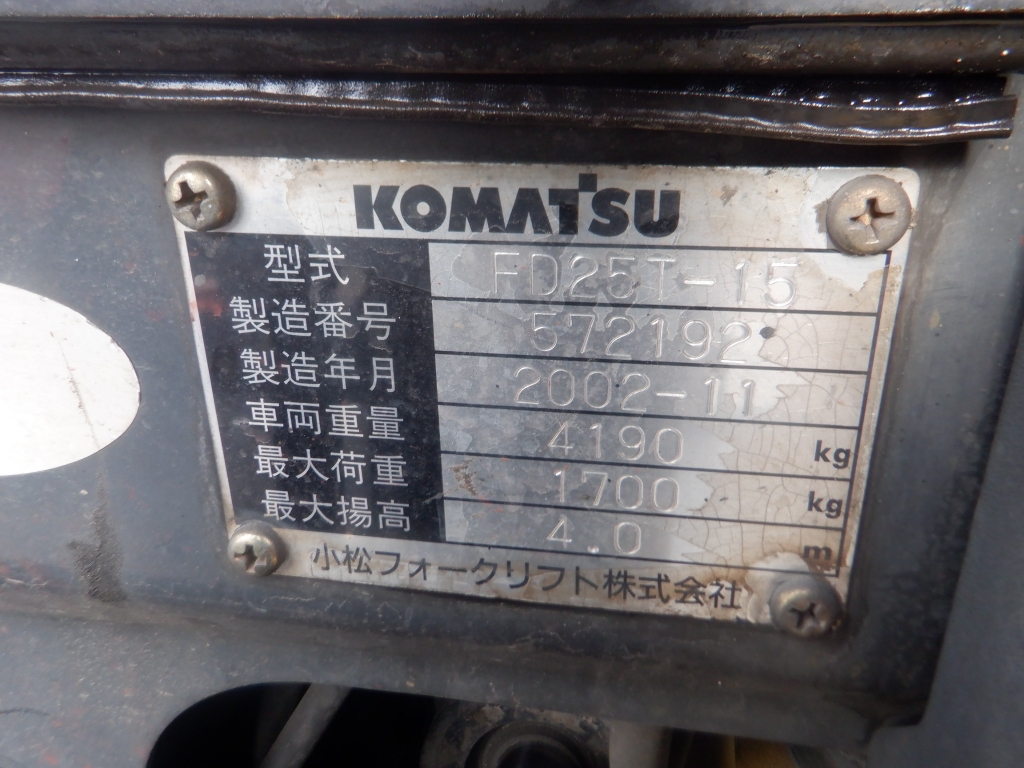 KOMATSU
型式 FD25T-15
製造番号 572192
製造年月 2002-11
車両重量 4190 kg
最大荷重 1700 kg
最大揚高 4.0 m
小松フォークリフト株式会社